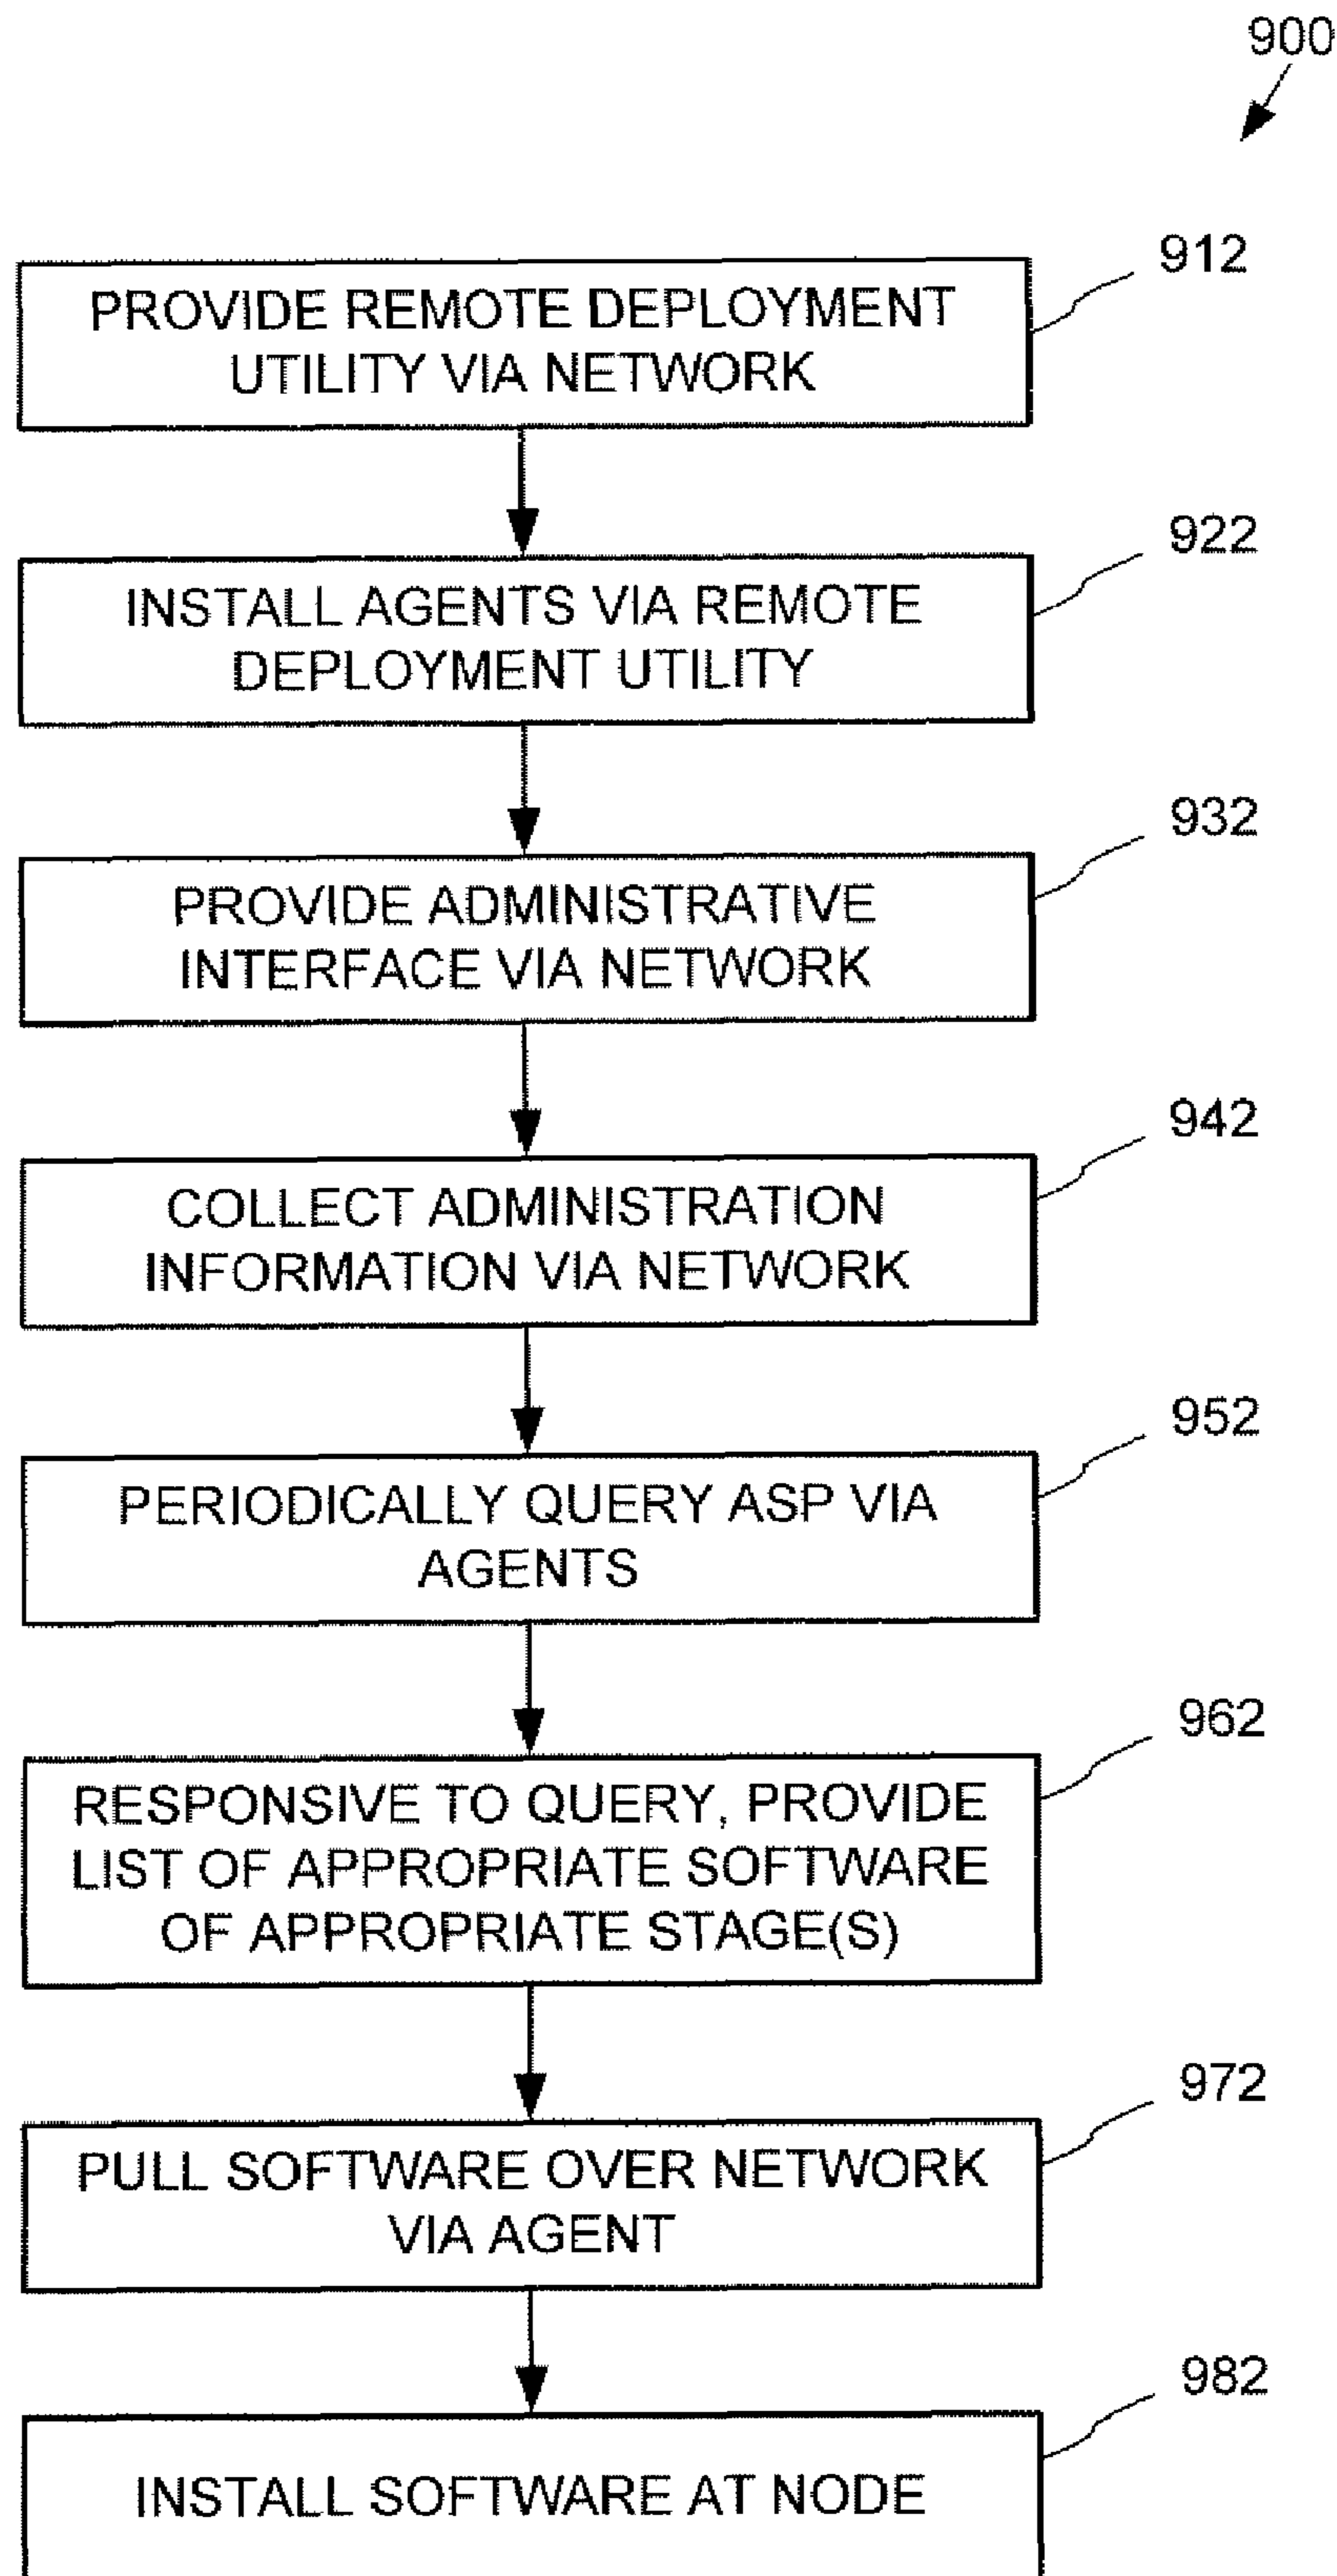 900
912
PROVIDE REMOTE DEPLOYMENT
UTILITY VIA NETWORK
922
INSTALL AGENTS VIA REMOTE
DEPLOYMENT UTILITY
932
PROVIDE ADMINISTRATIVE
INTERFACE VIA NETWORK
942
COLLECT ADMINISTRATION
INFORMATION VIA NETWORK
952
PERIODICALLY QUERY ASP VIA
AGENTS
962
RESPONSIVE TO QUERY, PROVIDE
LIST OF APPROPRIATE SOFTWARE
OF APPROPRIATE STAGE(S)
972
PULL SOFTWARE OVER NETWORK
VIA AGENT
982
INSTALL SOFTWARE AT NODE